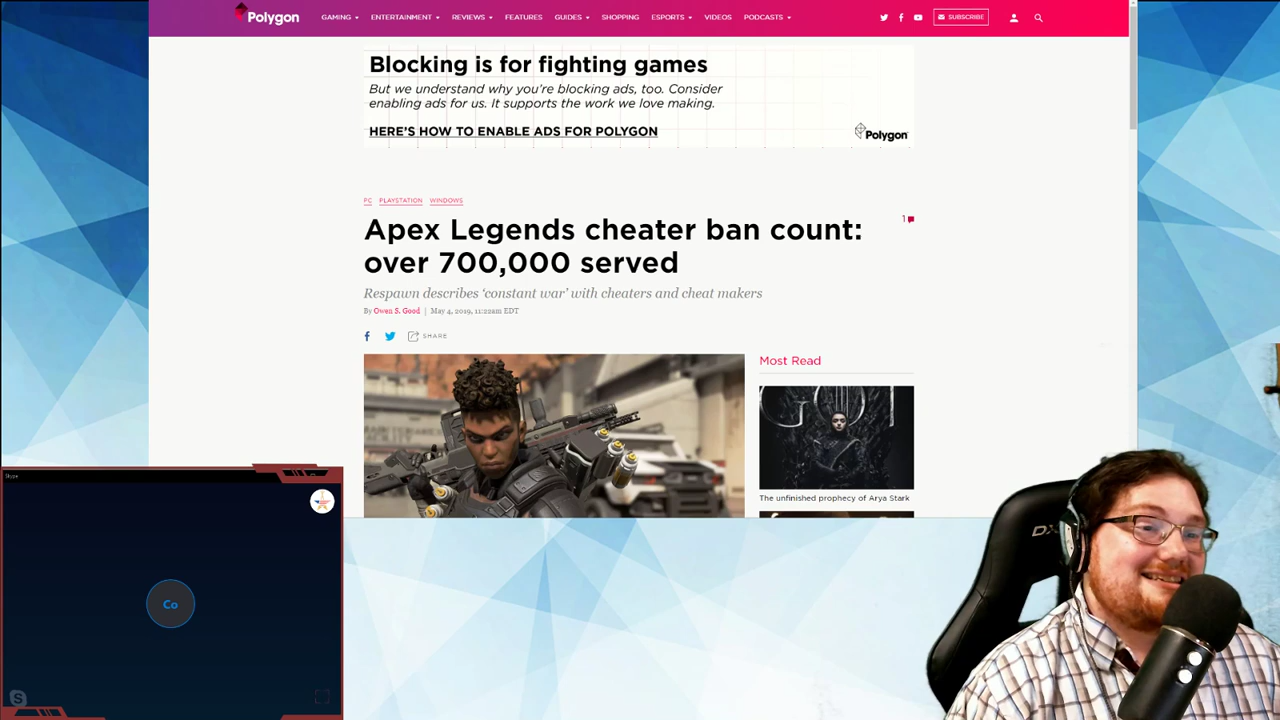 Polygon
GAMING ENTERTAINMENT REVIEWS FEATURES GUIDES SHOPPING ESPORTS VIDEOS PODCASTS SUBSCRIBE
Blocking is for fighting games
But we understand why you're blocking ads, too. Consider
enabling ads for us. It supports the work we love making.
HERE'S HOW TO ENABLE ADS FOR POLYGON
Polygon
PC PLAYSTATION WINDOWS
Apex Legends cheater ban count:
over 700,000 served
1
Respawn describes 'constant war' with cheaters and cheat makers
By Owen S. Good | May 4, 2019, 11:22am EDT
SHARE
Most Read
The unfinished prophecy of Arya Stark
Skype
Co
DX